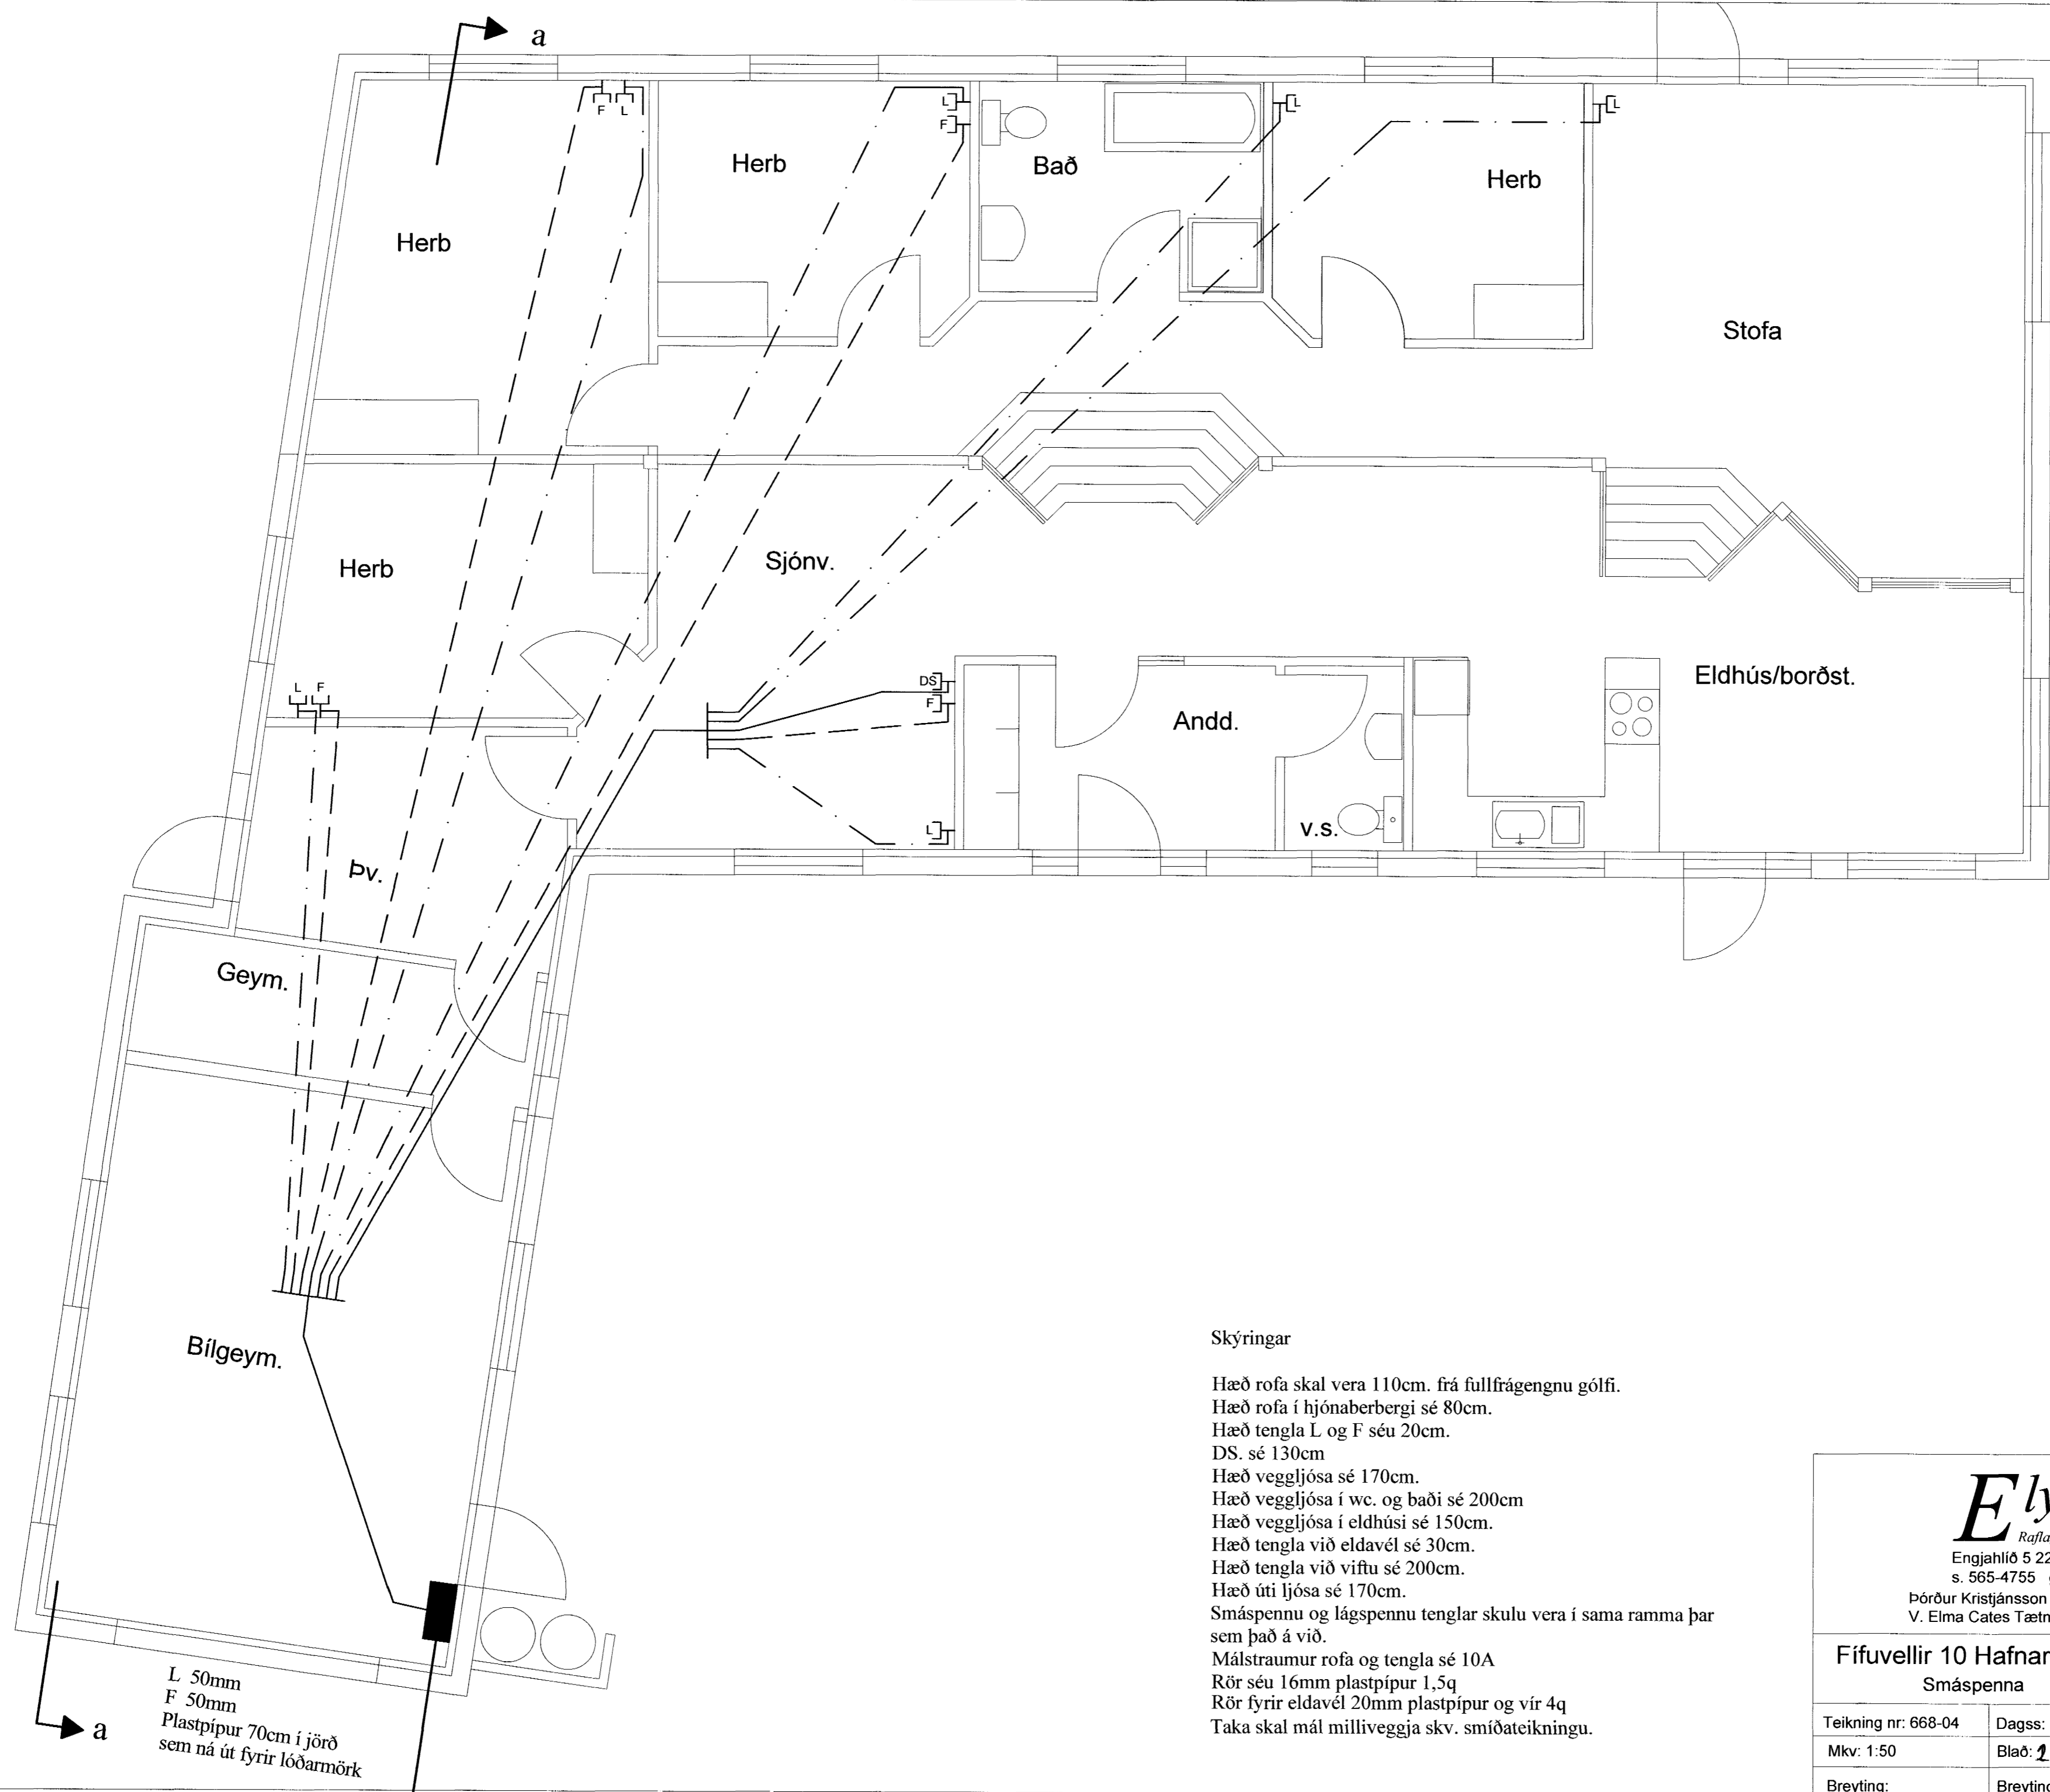 a
F L
L
F
L
L
Herb
Bað
Herb
Herb
Stofa
Herb
Sjónv.
L F
DS
F
L
Andd.
Eldhús/borðst.
v.s.
Þv.
Geym.
Bílgeym.
a
L 50mm
F 50mm
Plastpípur 70cm í jörð
sem ná út fyrir lóðarmörk
Skýringar
Hæð rofa skal vera 110cm. frá fullfrágengnu gólfi.
Hæð rofa í hjónaberbergi sé 80cm.
Hæð tengla L og F séu 20cm.
DS. sé 130cm
Hæð veggljósa sé 170cm.
Hæð veggljósa í wc. og baði sé 200cm
Hæð veggljósa í eldhúsi sé 150cm.
Hæð tengla við eldavél sé 30cm.
Hæð tengla við viftu sé 200cm.
Hæð úti ljósa sé 170cm.
Smáspennu og lágspennu tenglar skulu vera í sama ramma þar
sem það á við.
Málstraumur rofa og tengla sé 10A
Rör séu 16mm plastpípur 1,5q
Rör fyrir eldavél 20mm plastpípur og vír 4q
Taka skal mál milliveggja skv. smíðateikningu.
Engjahlíð 5 22
s. 565-4755
Þórður Kristjánsson
V. Elma Cates
Fífuvellir 10
Smáspenna
Teikning nr: 668-04 Dagss:
Mkv: 1:50 Blað:
Breyting: